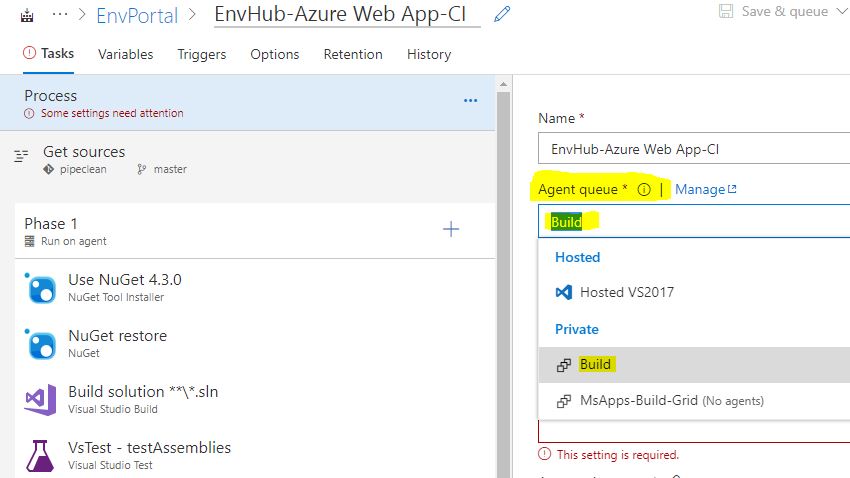 ... > EnvPortal > EnvHub-Azure Web App-CI
Save & queue
Tasks Variables Triggers Options Retention History
Process
Some settings need attention
...
Get sources
pipeclean master
Phase 1
Run on agent
Use NuGet 4.3.0
NuGet Tool Installer
NuGet restore
NuGet
Build solution **\*.sln
Visual Studio Build
VsTest - testAssemblies
Visual Studio Test
Name *
EnvHub-Azure Web App-CI
Agent queue * | Manage
Build
Hosted
Hosted VS2017
Private
Build
MsApps-Build-Grid (No agents)
This setting is required.